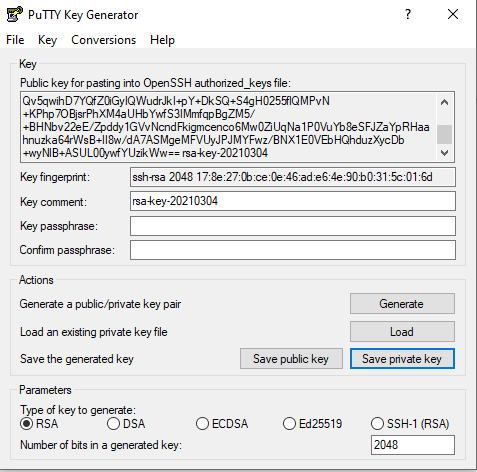 PuTTY Key Generator
File Key Conversions Help
Key
Public key for pasting into OpenSSH authorized_keys file:
Qv5qwihD7YQfZ0iGylQWudrJkl+pY+DkSQ+S4gH0255flQMPvN
+KPhp7OBjsrPhXM4aUHbYwfS3IMmfqpBgZM5/
+BHNbv22eE/Zpddy1GVvNcndFkigmcenco6Mw0ZiUqNa1P0VuYb8eSFJZaYpRHaa
hnuzka64rWsB+II8w/dA7ASMgeMFVUyJPJMYFwz/BNX1E0VEbHQhduzXycDb
+wyNlB+ASUL00ywfYUzikWw== rsa-key-20210304
Key fingerprint: ssh-rsa 2048 17:8e:27:0b:ce:0e:46:ad:e6:4e:90:b0:31:5c:01:6d
Key comment: rsa-key-20210304
Key passphrase:
Confirm passphrase:
Actions
Generate a public/private key pair Generate
Load an existing private key file Load
Save the generated key Save public key Save private key
Parameters
Type of key to generate:
RSA DSA ECDSA Ed25519 SSH-1 (RSA)
Number of bits in a generated key: 2048